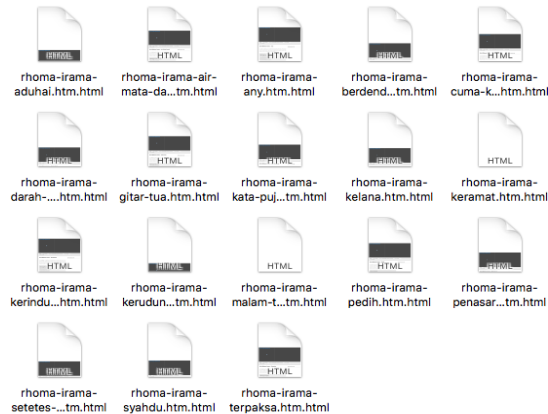 HTML HTML HTML HTML HTML
rhoma-irama- rhoma-irama-air- rhoma-irama- rhoma-irama- rhoma-irama-
aduhai.htm.html mata-da...tm.html any.htm.html berdend...tm.html cuma-k...htm.html
HTML HTML HTML HTML HTML
rhoma-irama- rhoma-irama- rhoma-irama- rhoma-irama- rhoma-irama-
darah-....htm.html gitar-tua.htm.html kata-puj...tm.html kelana.htm.html keramat.htm.html
HTML HTML HTML HTML HTML
rhoma-irama- rhoma-irama- rhoma-irama- rhoma-irama- rhoma-irama-
kerindu...htm.html kerudun...tm.html malam-t...tm.html pedih.htm.html penasar...tm.html
HTML HTML HTML
rhoma-irama- rhoma-irama- rhoma-irama-
setetes-...tm.html syahdu.htm.html terpaksa.htm.html